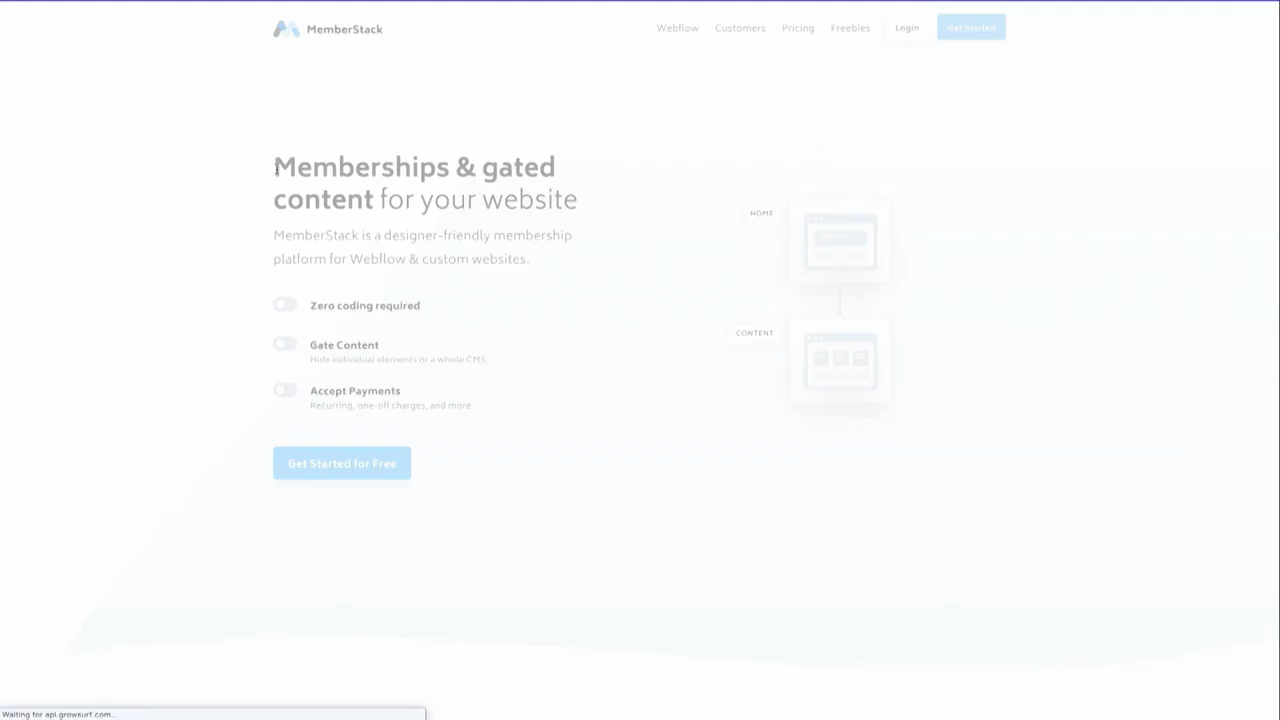 MemberStack
Webflow
Customers
Pricing
Freebies
Login
Get Started
Memberships & gated
content for your website
MemberStack is a designer-friendly membership
platform for Webflow & custom websites.
Zero coding required
Gate Content
Hide individual elements or a whole CMS.
Accept Payments
Recurring, one-off charges, and more.
Get Started for Free
HOME
CONTENT
Waiting for api.growsurf.com...